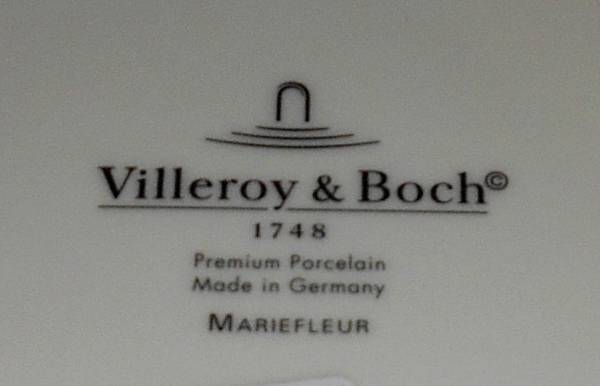 Villeroy & Boch©
1748
Premium Porcelain
Made in Germany
MARIEFLEUR